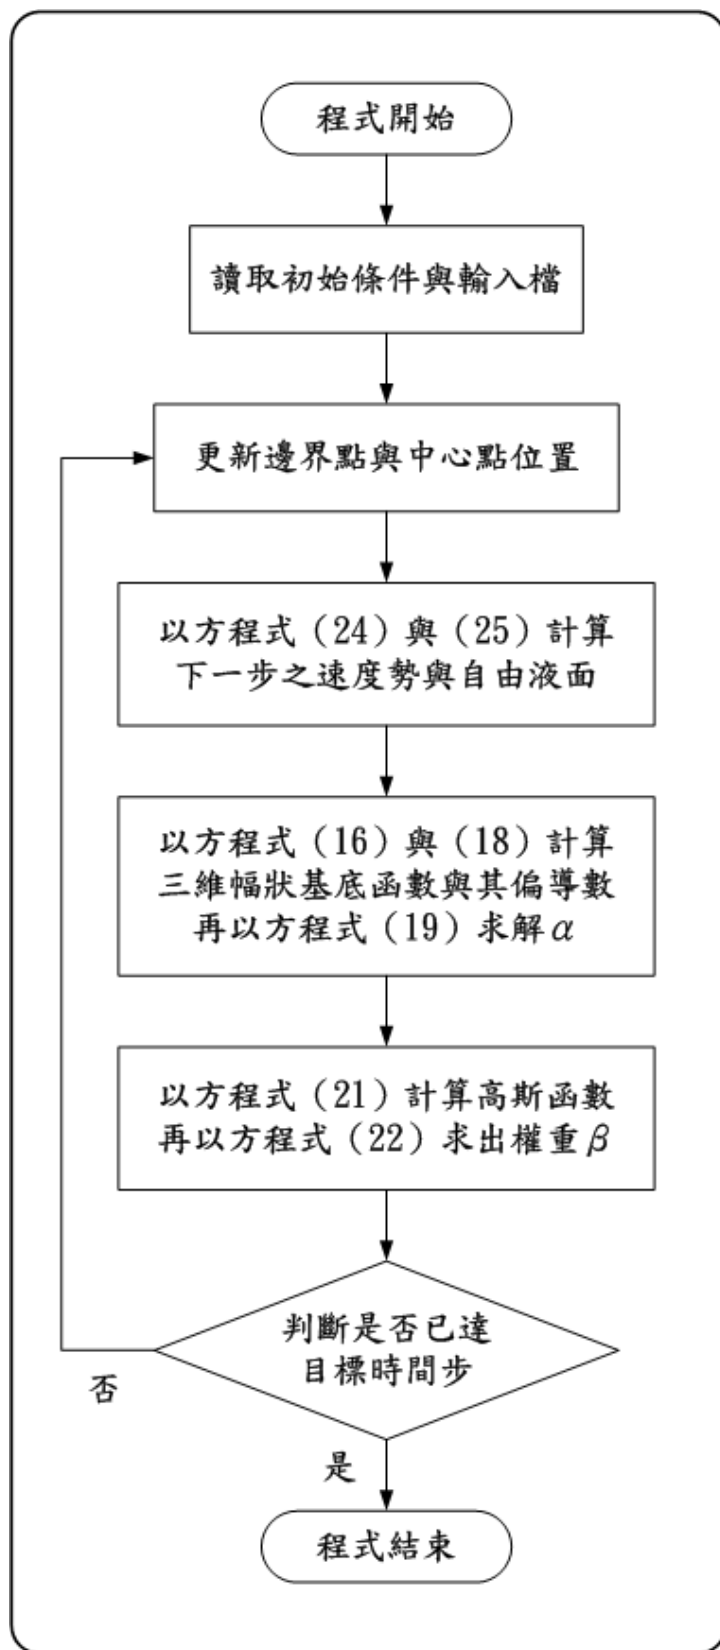 程式開始
讀取初始條件與輸入檔
更新邊界點與中心點位置
以方程式（24）與（25）計算
下一步之速度勢與自由液面
以方程式（16）與（18）計算
三維幅狀基底函數與其偏導數
再以方程式（19）求解α
以方程式（21）計算高斯函數
再以方程式（22）求出權重β
判斷是否已達
目標時間步
否
是
程式結束